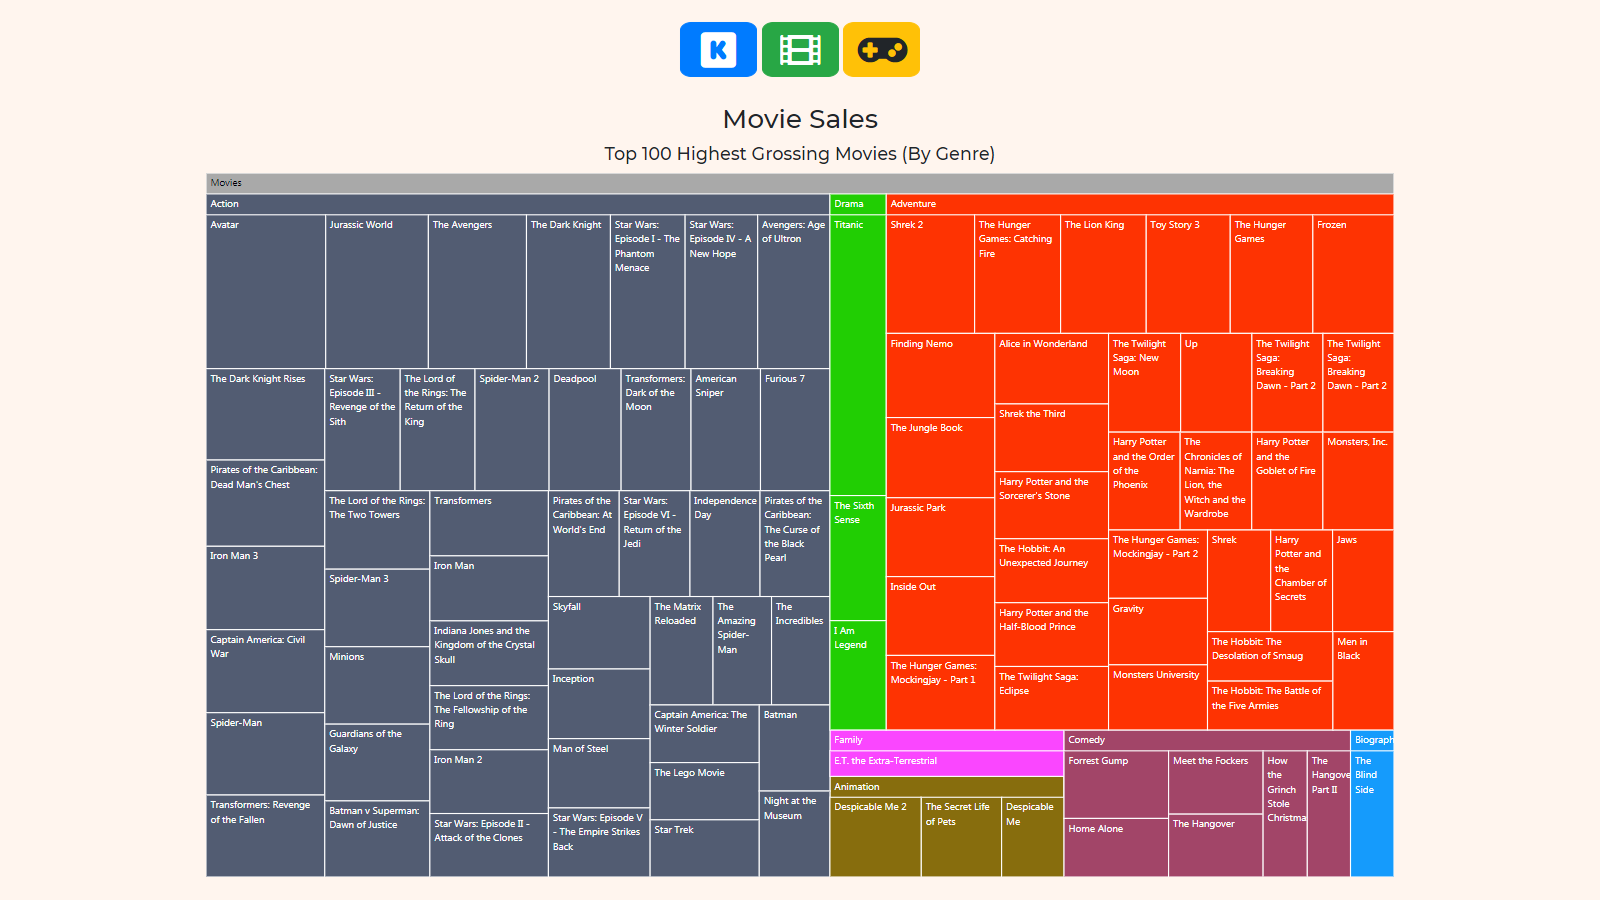 K
Movie Sales
Top 100 Highest Grossing Movies (By Genre)
Movies
Action
Avatar
Jurassic World
The Avengers
The Dark Knight
Star Wars:
Episode I - The
Phantom
Menace
Star Wars:
Episode IV - A
New Hope
Avengers: Age
of Ultron
The Dark Knight Rises
Pirates of the Caribbean:
Dead Man's Chest
Iron Man 3
Captain America: Civil
War
Spider-Man
Transformers: Revenge
of the Fallen
Star Wars:
Episode III -
Revenge of the
Sith
The Lord of
the Rings: The
Return of the
King
Spider-Man 2
Deadpool
Transformers:
Dark of the
Moon
American
Sniper
Furious 7
The Lord of the Rings:
The Two Towers
Spider-Man 3
Minions
Guardians of the
Galaxy
Batman v Superman:
Dawn of Justice
Transformers
Iron Man
Indiana Jones and the
Kingdom of the Crystal
Skull
The Lord of the Rings:
The Fellowship of the
Ring
Iron Man 2
Star Wars: Episode II -
Attack of the Clones
Pirates of the
Caribbean: At
World's End
Star Wars:
Episode VI -
Return of the
Jedi
Independence
Day
Pirates of the
Caribbean:
The Curse of
the Black
Pearl
Skyfall
Inception
Man of Steel
Star Wars: Episode V
- The Empire Strikes
Back
The Matrix
Reloaded
The
Amazing
Spider-
Man
The
Incredibles
Captain America: The
Winter Soldier
The Lego Movie
Star Trek
Batman
Night at the
Museum
Drama
Titanic
The Sixth
Sense
I Am
Legend
Adventure
Shrek 2
The Hunger
Games: Catching
Fire
The Lion King
Toy Story 3
The Hunger
Games
Frozen
Finding Nemo
The Jungle Book
Jurassic Park
Inside Out
The Hunger Games:
Mockingjay - Part 1
Alice in Wonderland
Shrek the Third
Harry Potter and the
Sorcerer's Stone
The Hobbit: An
Unexpected Journey
Harry Potter and the
Half-Blood Prince
The Twilight Saga:
Eclipse
The Twilight
Saga: New
Moon
Up
The Twilight
Saga:
Breaking
Dawn - Part 2
The Twilight
Saga:
Breaking
Dawn - Part 2
Harry Potter
and the Order
of the
Phoenix
The
Chronicles of
Narnia: The
Lion, the
Witch and the
Wardrobe
Harry Potter
and the
Goblet of Fire
Monsters, Inc.
The Hunger Games:
Mockingjay - Part 2
Gravity
Monsters University
Shrek
Harry
Potter and
the
Chamber of
Secrets
Jaws
The Hobbit: The
Desolation of Smaug
The Hobbit: The Battle of
the Five Armies
Men in
Black
Family
E.T. the Extra-Terrestrial
Animation
Despicable Me 2
The Secret Life
of Pets
Despicable
Me
Comedy
Forrest Gump
Home Alone
Meet the Fockers
The Hangover
How
the
Grinch
Stole
Christma
The
Hangove
Part II
Biograph
The
Blind
Side